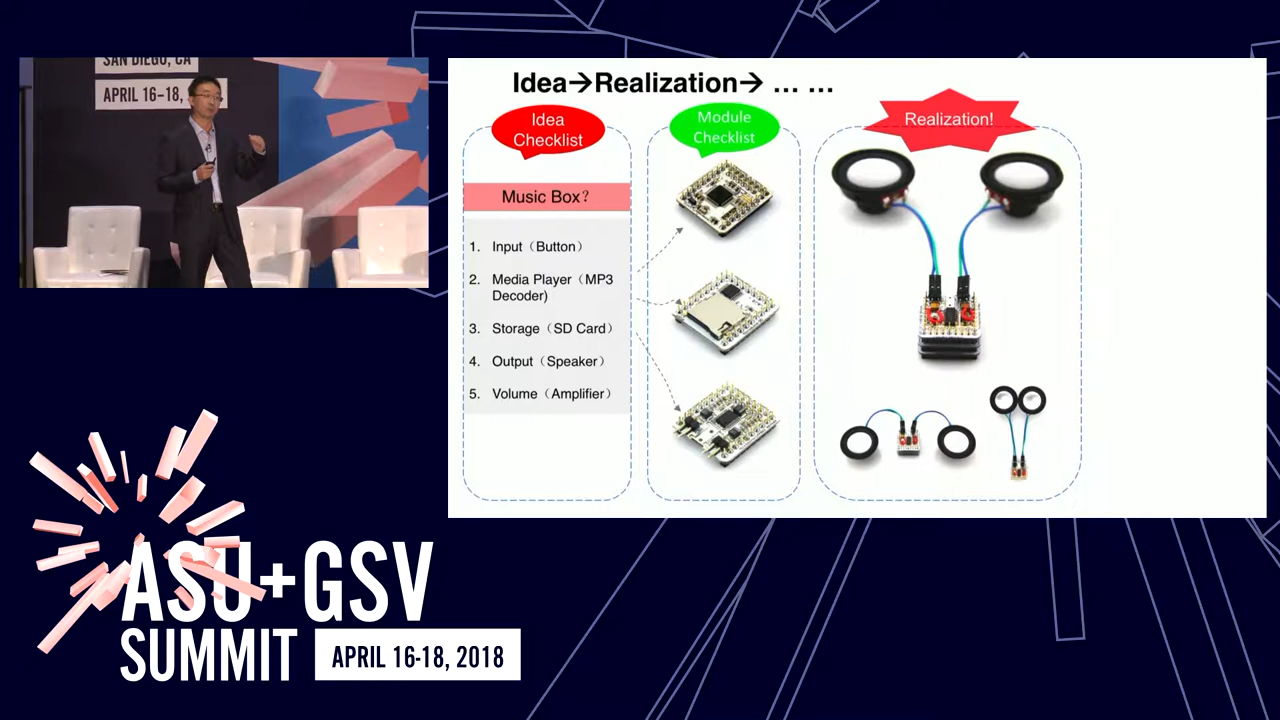 SAN DIEGO, CA
APRIL 16-18,
Idea→Realization→ ... ...
Idea
Checklist
Music Box？
1. Input（Button）
2. Media Player（MP3
Decoder)
3. Storage（SD Card）
4. Output（Speaker）
5. Volume（Amplifier）
Module
Checklist
Realization!
ASU+GSV
SUMMIT
APRIL 16-18, 2018